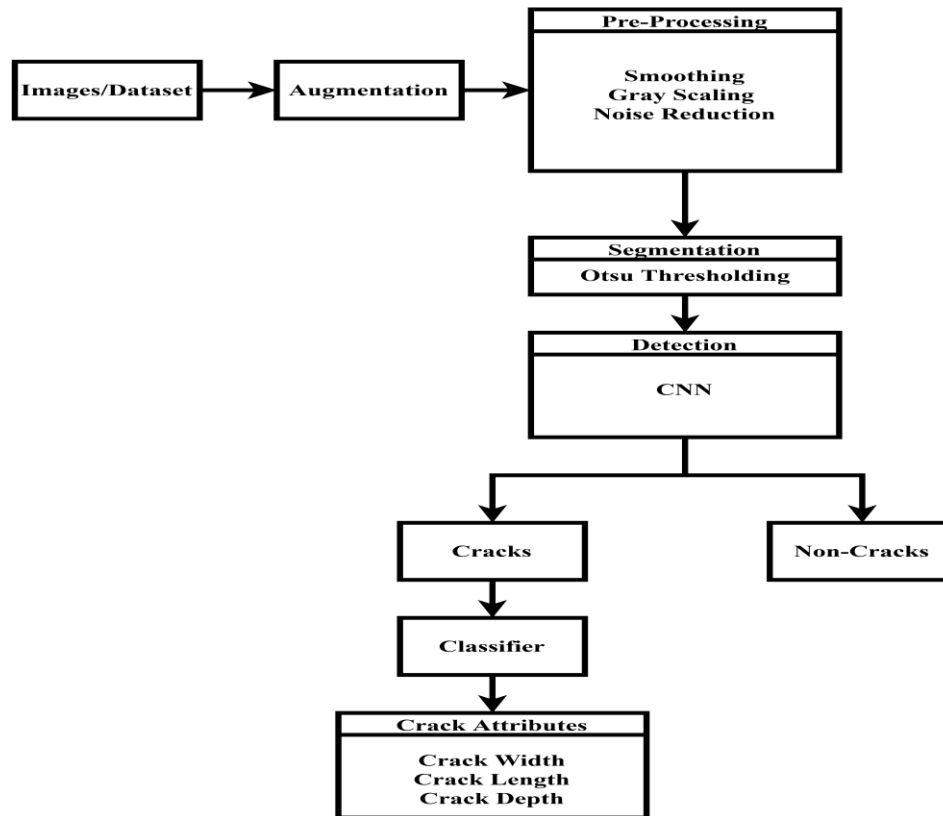 Images/Dataset
Augmentation
Pre-Processing
Smoothing
Gray Scaling
Noise Reduction
Segmentation
Otsu Thresholding
Detection
CNN
Cracks
Non-Cracks
Classifier
Crack Attributes
Crack Width
Crack Length
Crack Depth